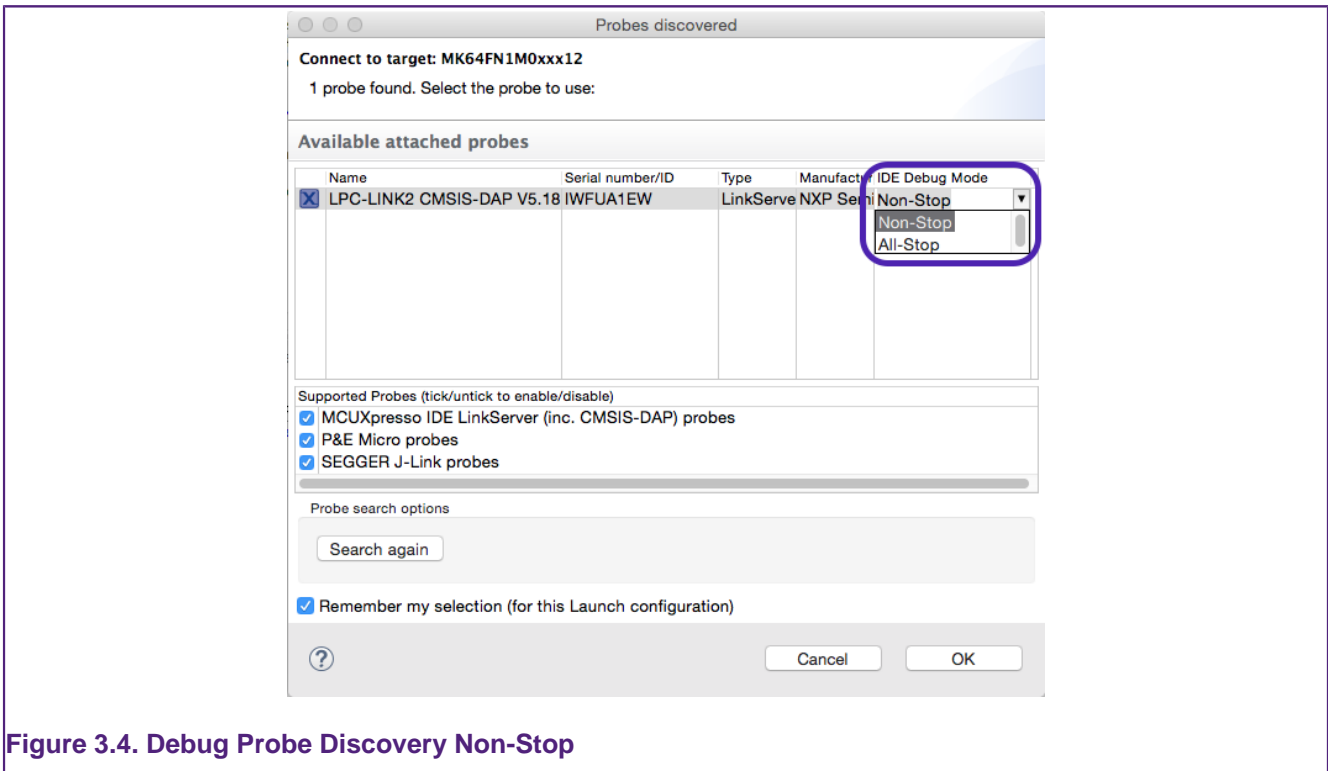 Probes discovered
Connect to target: MK64FN1M0xxx12
1 probe found. Select the probe to use:
Available attached probes
Name Serial number/ID Type Manufactur IDE Debug Mode
X LPC-LINK2 CMSIS-DAP V5.18 IWFUA1EW LinkServe NXP Semi Non-Stop
Non-Stop
All-Stop
Supported Probes (tick/untick to enable/disable)
MCUXpresso IDE LinkServer (inc. CMSIS-DAP) probes
P&E Micro probes
SEGGER J-Link probes
Probe search options
Search again
Remember my selection (for this Launch configuration)
? Cancel OK
Figure 3.4. Debug Probe Discovery Non-Stop